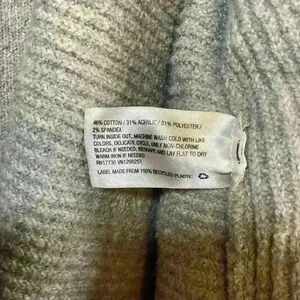 46% COTTON / 31% ACRYLIC / 21% POLYESTER /
2% SPANDEX
TURN INSIDE OUT, MACHINE WASH COLD WITH LIKE
COLORS, DELICATE CYCLE, ONLY NON-CHLORINE
BLEACH IF NEEDED, RESHAPE AND LAY FLAT TO DRY
WARM IRON IF NEEDED
RN17730 VN1298251
LABEL MADE FROM 100% RECYCLED PLASTIC